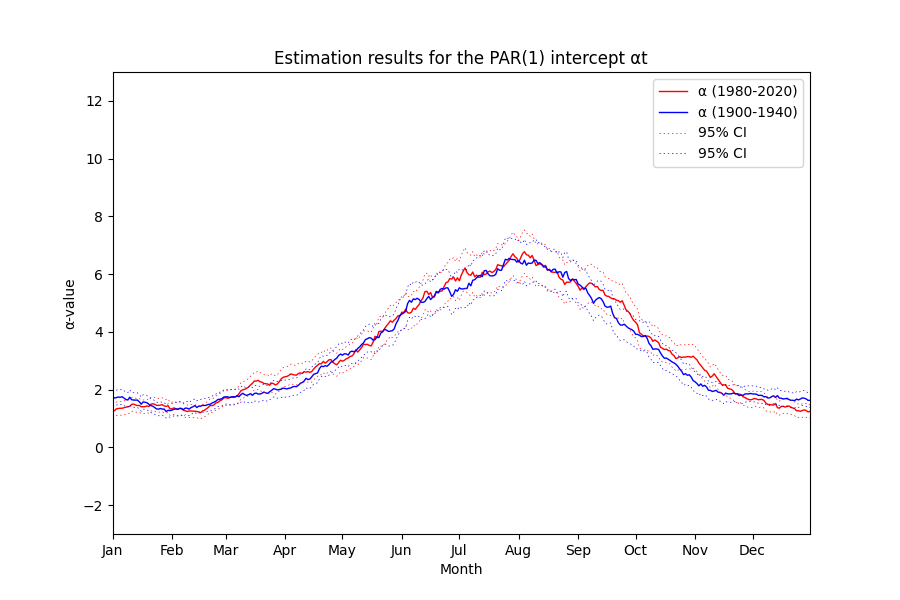 Estimation results for the PAR(1) intercept αt
α (1980-2020)
α (1900-1940)
95% CI
95% CI
12
10
8
6
4
2
0
−2
α-value
Jan Feb Mar Apr May Jun Jul Aug Sep Oct Nov Dec
Month